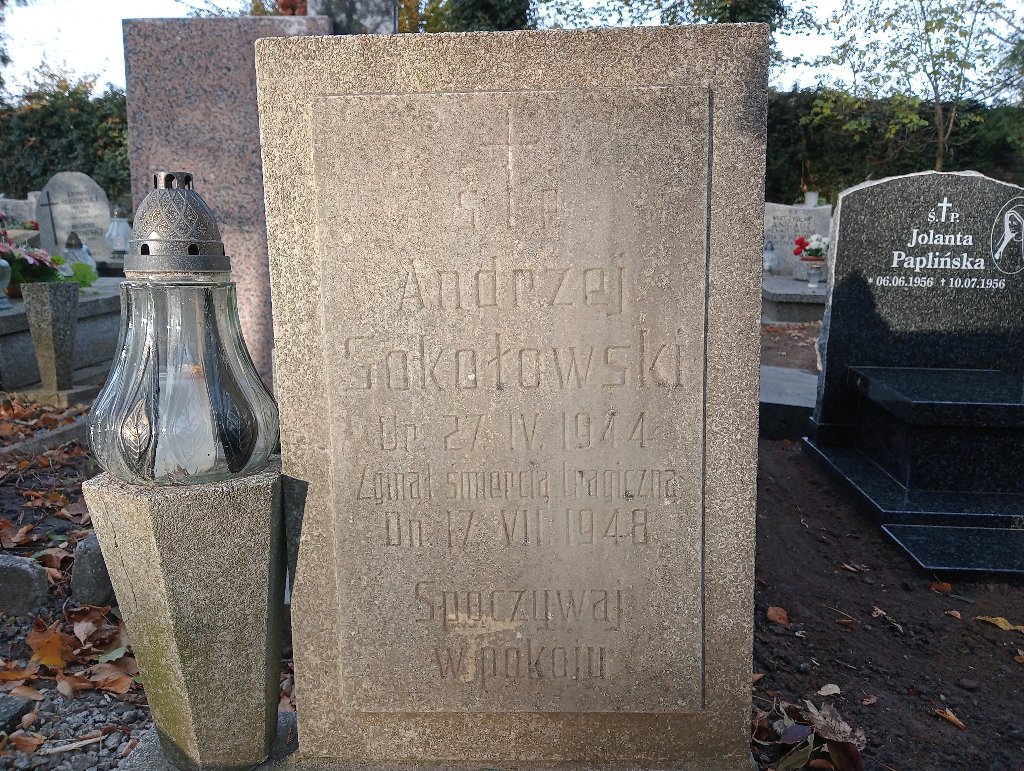 Ś P
Andrzej
Sokołowski
Ur. 27. IV. 1944
Zginął śmiercią tragiczną
Dn. 17. VII 1948
Spoczywaj
w pokoju
Ś P
Jolanta
Paplińska
* 06.06.1956 † 10.07.1956